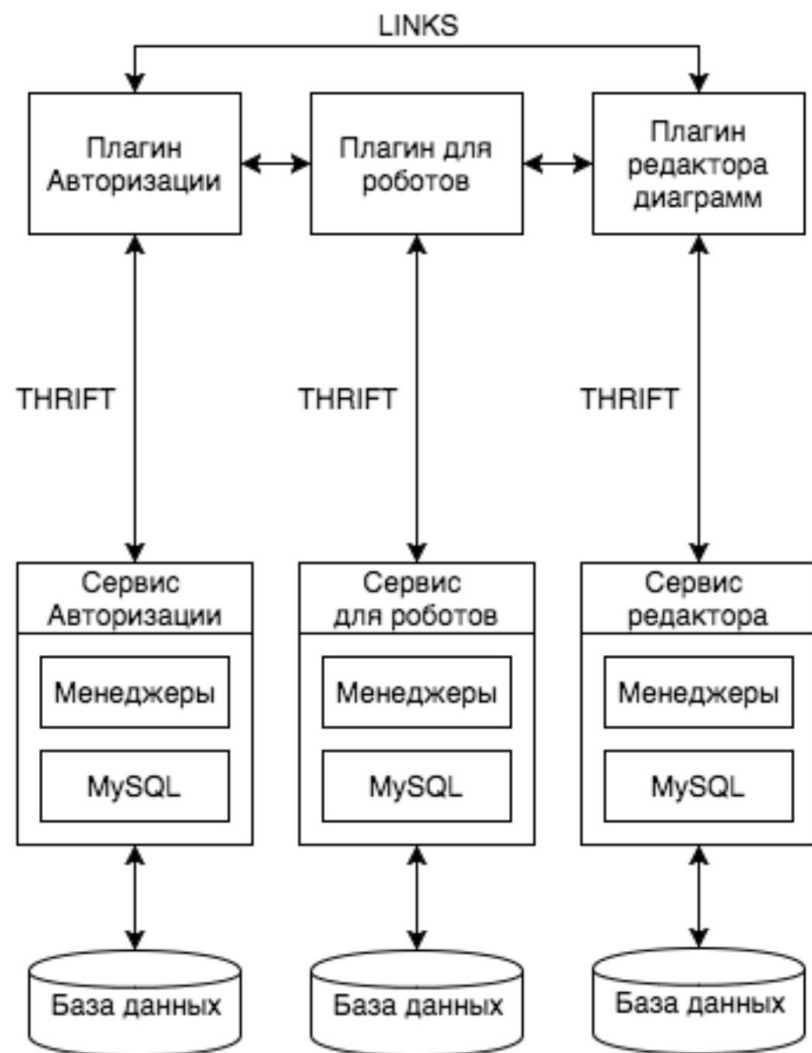 LINKS
Плагин
Авторизации
Плагин для
роботов
Плагин
редактора
диаграмм
THRIFT
THRIFT
THRIFT
Сервис
Авторизации
Менеджеры
MySQL
Сервис
для роботов
Менеджеры
MySQL
Сервис
редактора
Менеджеры
MySQL
База данных
База данных
База данных